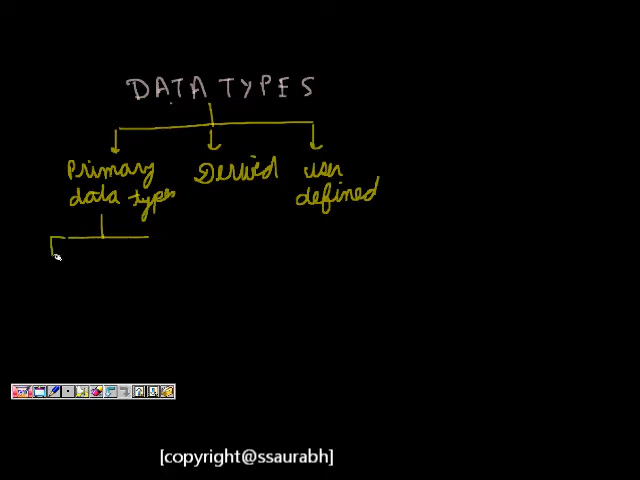 DATA TYPES
Primary Derived User
data types defined
[copyright@ssaurabh]